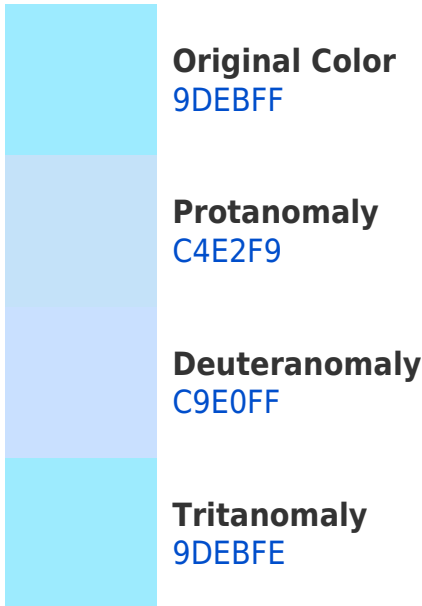 Original Color
9DEBFF
Protanomaly
C4E2F9
Deuteranomaly
C9E0FF
Tritanomaly
9DEBFE